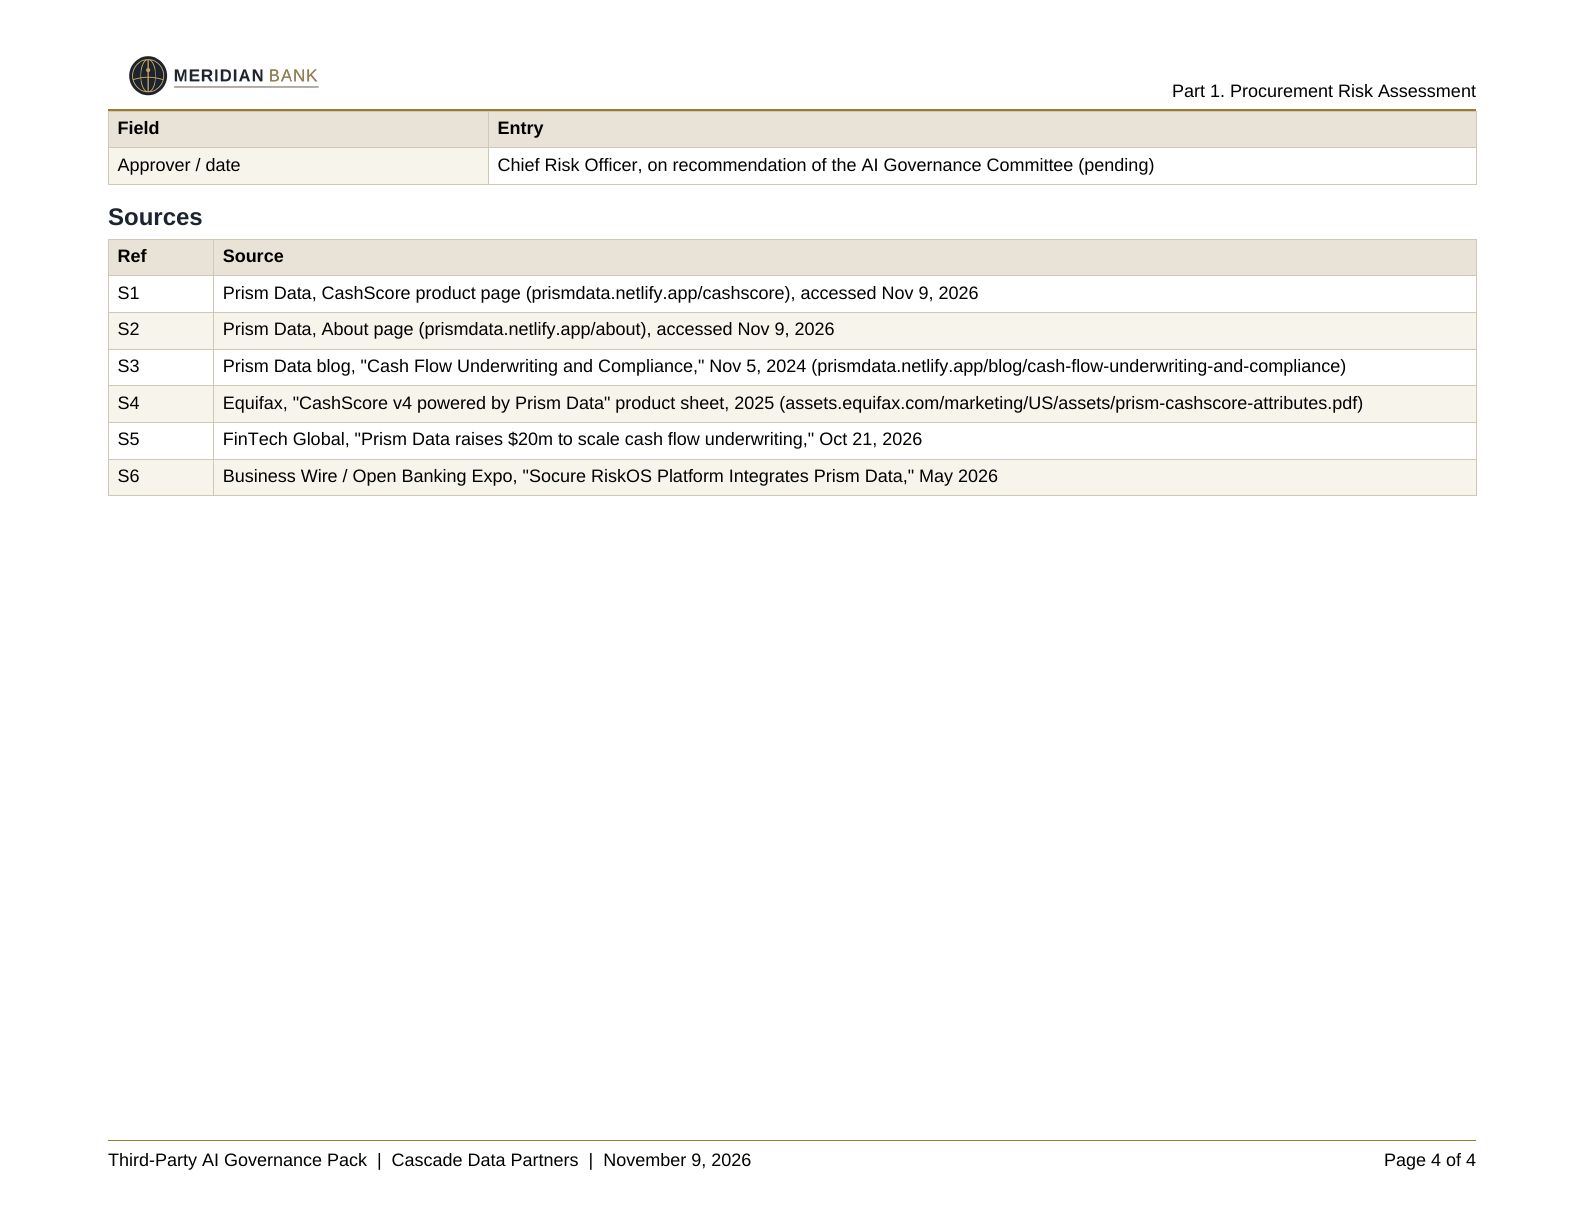 MERIDIAN BANK
Part 1. Procurement Risk Assessment
Field Entry
Approver / date Chief Risk Officer, on recommendation of the AI Governance Committee (pending)
Sources
Ref Source
S1 Prism Data, CashScore product page (prismdata.netlify.app/cashscore), accessed Nov 9, 2026
S2 Prism Data, About page (prismdata.netlify.app/about), accessed Nov 9, 2026
S3 Prism Data blog, "Cash Flow Underwriting and Compliance," Nov 5, 2024 (prismdata.netlify.app/blog/cash-flow-underwriting-and-compliance)
S4 Equifax, "CashScore v4 powered by Prism Data" product sheet, 2025 (assets.equifax.com/marketing/US/assets/prism-cashscore-attributes.pdf)
S5 FinTech Global, "Prism Data raises $20m to scale cash flow underwriting," Oct 21, 2026
S6 Business Wire / Open Banking Expo, "Socure RiskOS Platform Integrates Prism Data," May 2026
Third-Party AI Governance Pack | Cascade Data Partners | November 9, 2026 Page 4 of 4